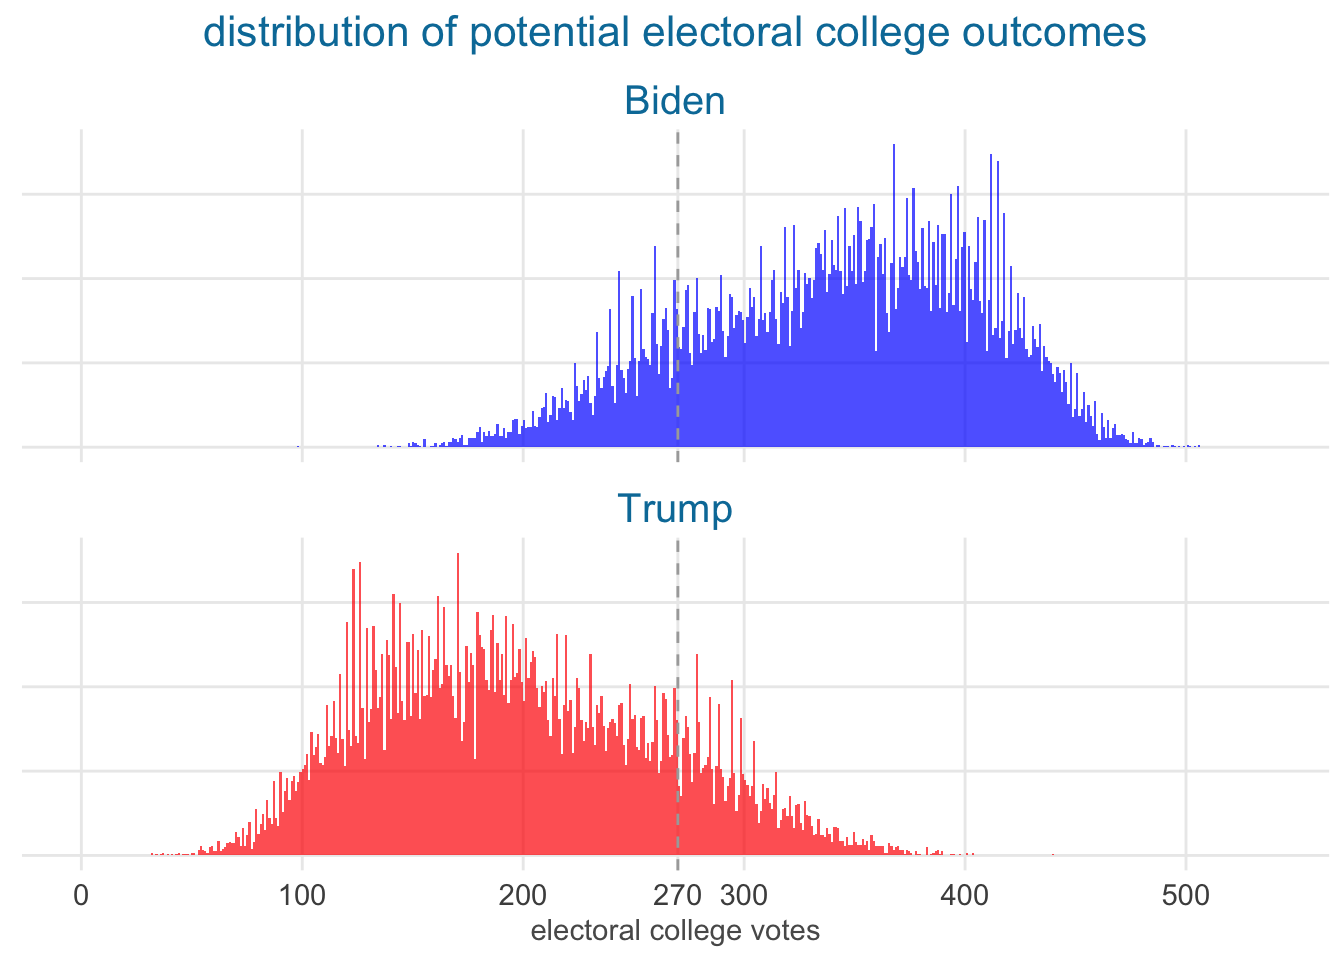 distribution of potential electoral college outcomes
Biden
Trump
0 100 200 270 300 400 500
electoral college votes